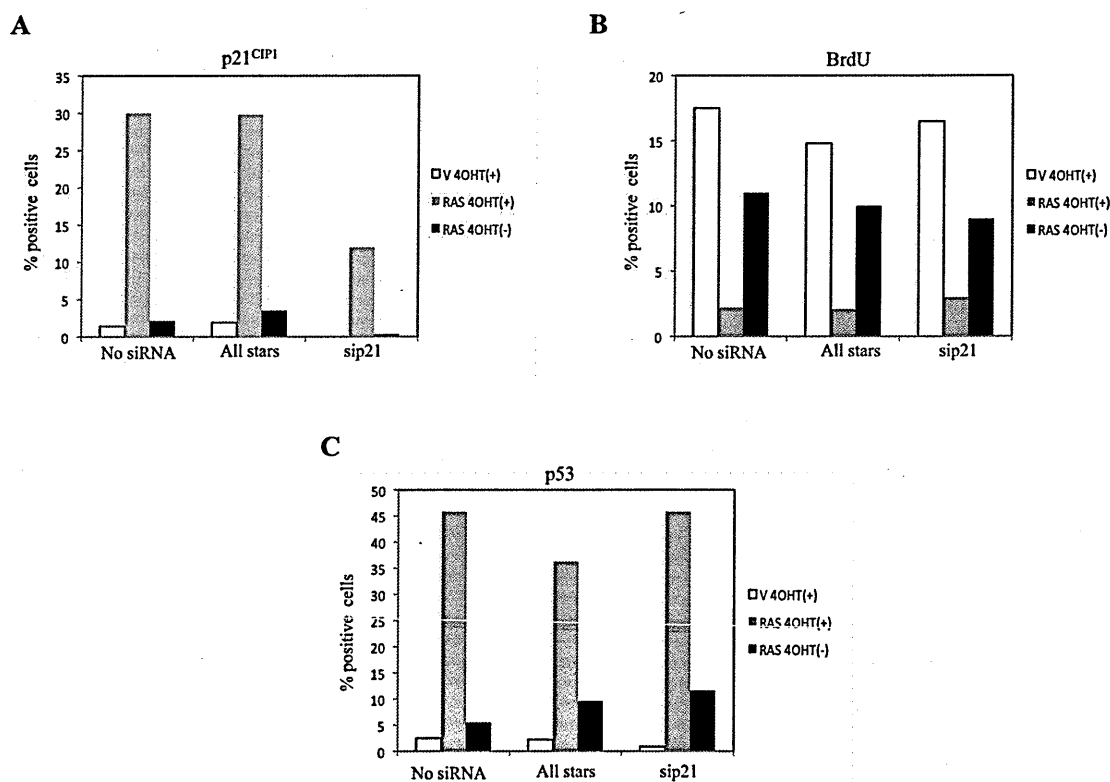 A
p21CIP1
35
30
25
20
15
10
5
0
% positive cells
No siRNA
All stars
sip21
V 4OHT(+)
RAS 4OHT(+)
RAS 4OHT(-)
B
BrdU
20
15
10
5
0
% positive cells
No siRNA
All stars
sip21
V 4OHT(+)
RAS 4OHT(+)
RAS 4OHT(-)
C
p53
50
45
40
35
30
25
20
15
10
5
0
% positive cells
No siRNA
All stars
sip21
V 4OHT(+)
RAS 4OHT(+)
RAS 4OHT(-)